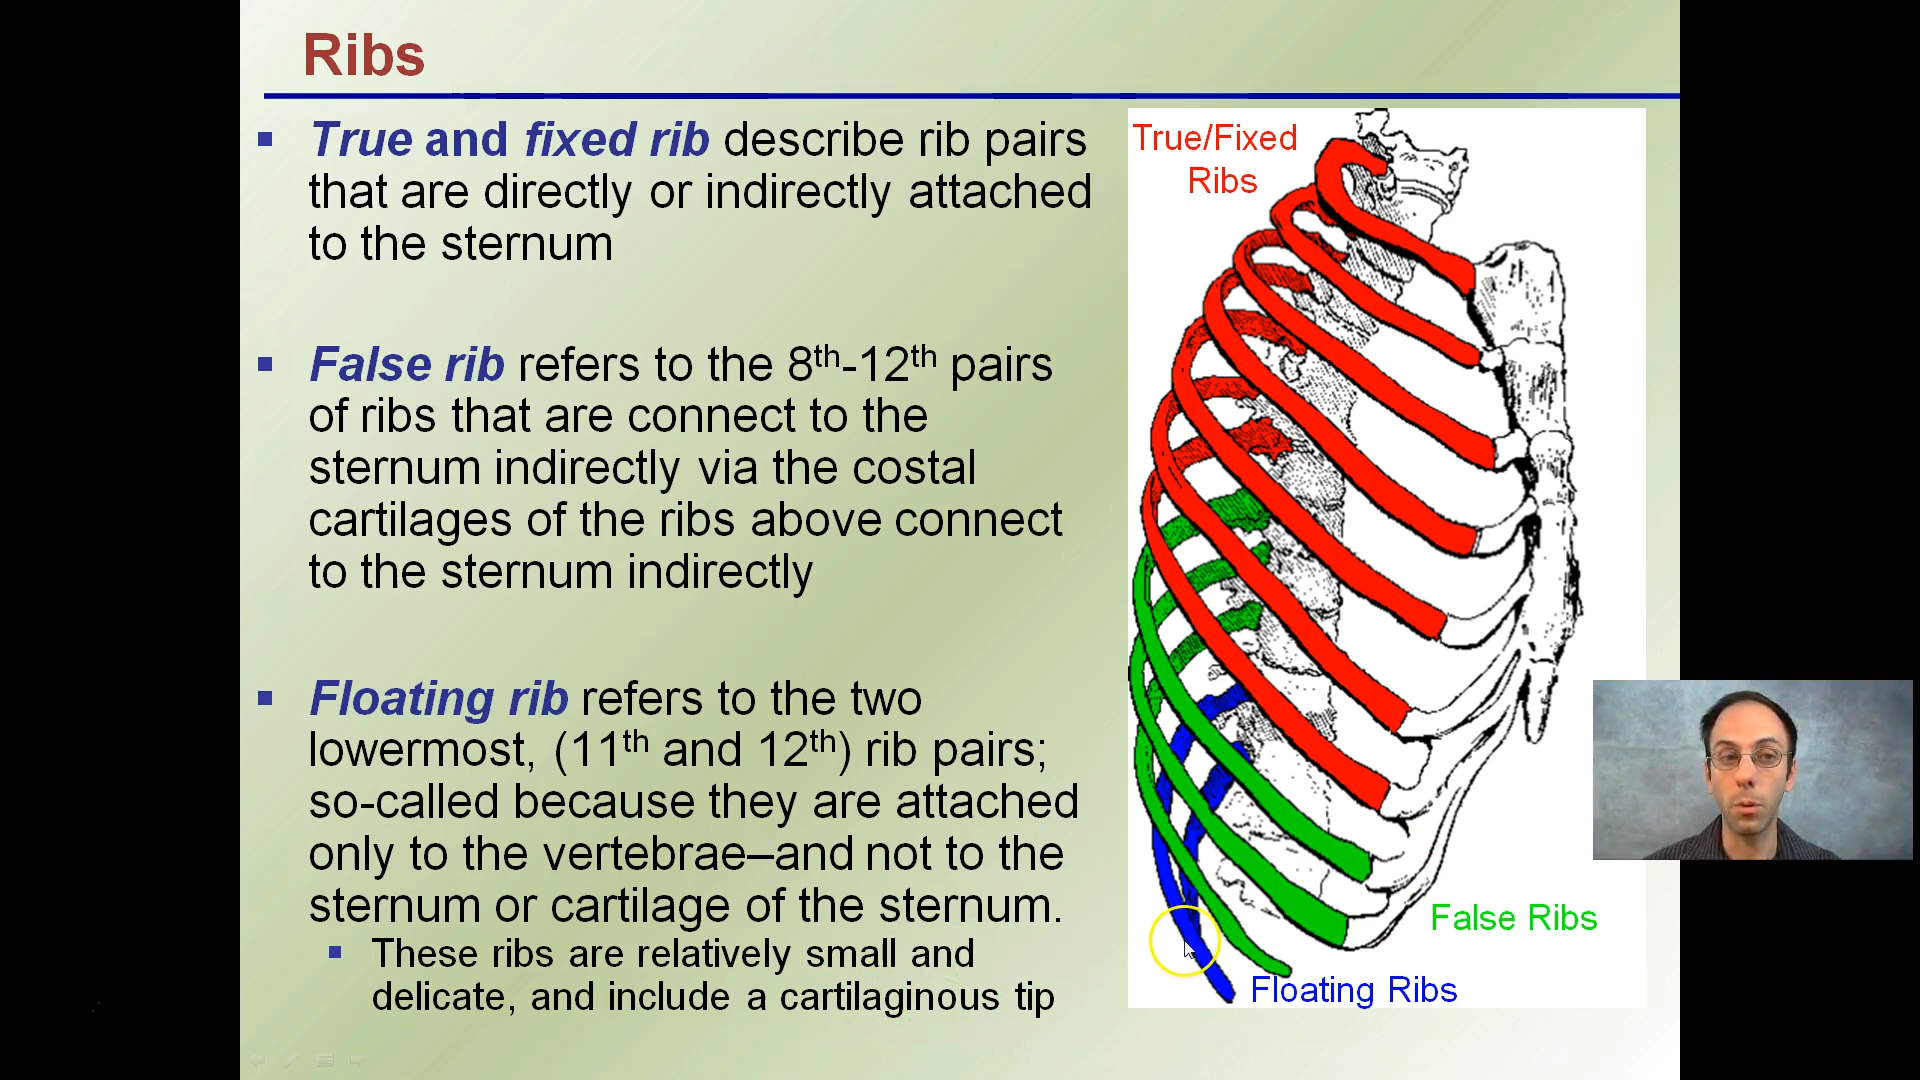 Ribs
True and fixed rib describe rib pairs
that are directly or indirectly attached
to the sternum
False rib refers to the 8th-12th pairs
of ribs that are connect to the
sternum indirectly via the costal
cartilages of the ribs above connect
to the sternum indirectly
Floating rib refers to the two
lowermost, (11th and 12th) rib pairs;
so-called because they are attached
only to the vertebrae–and not to the
sternum or cartilage of the sternum.
These ribs are relatively small and
delicate, and include a cartilaginous tip
True/Fixed
Ribs
False Ribs
Floating Ribs